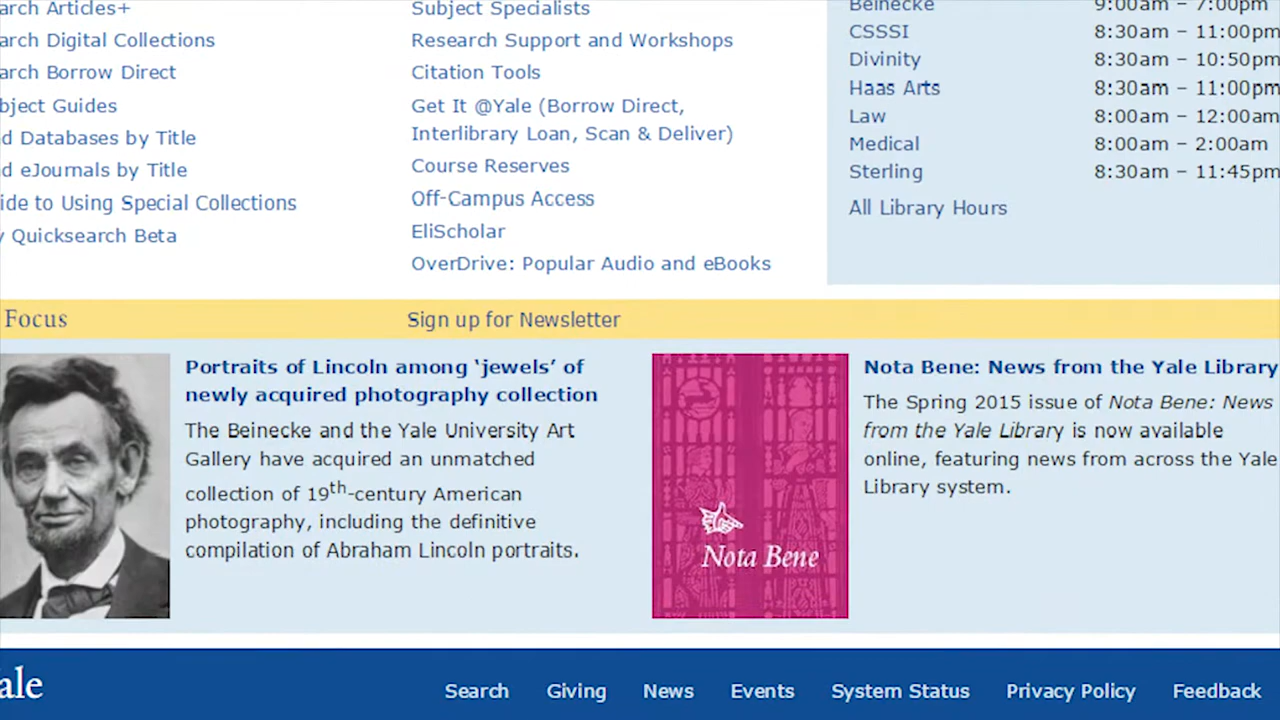 arch Articles+
arch Digital Collections
arch Borrow Direct
bject Guides
d Databases by Title
d eJournals by Title
ide to Using Special Collections
y Quicksearch Beta
Subject Specialists
Research Support and Workshops
Citation Tools
Get It @Yale (Borrow Direct,
Interlibrary Loan, Scan & Deliver)
Course Reserves
Off-Campus Access
EliScholar
OverDrive: Popular Audio and eBooks
Beinecke 9:00am – 7:00pm
CSSSI 8:30am – 11:00pm
Divinity 8:30am – 10:50pm
Haas Arts 8:30am – 11:00pm
Law 8:00am – 12:00am
Medical 8:00am – 2:00am
Sterling 8:30am – 11:45pm
All Library Hours
Focus
Sign up for Newsletter
Portraits of Lincoln among ‘jewels’ of
newly acquired photography collection
The Beinecke and the Yale University Art
Gallery have acquired an unmatched
collection of 19th-century American
photography, including the definitive
compilation of Abraham Lincoln portraits.
Nota Bene
Nota Bene: News from the Yale Library
The Spring 2015 issue of Nota Bene: News
from the Yale Library is now available
online, featuring news from across the Yale
Library system.
ale
Search Giving News Events System Status Privacy Policy Feedback